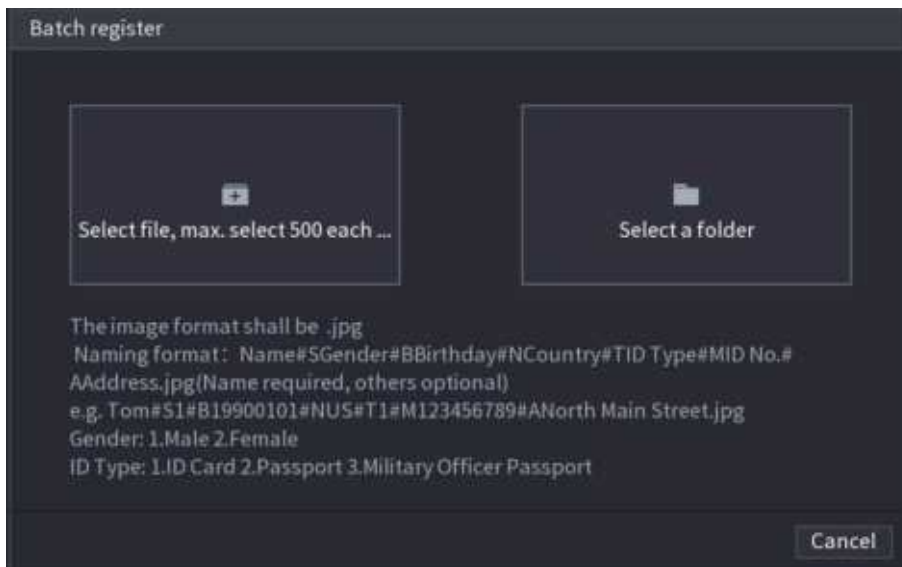 Batch register
Select file, max. select 500 each ...
Select a folder
The image format shall be .jpg
Naming format: Name#SGender#BBirthday#NCountry#TID Type#MID No.#
AAddress.jpg(Name required, others optional)
e.g. Tom#S1#B19900101#NUS#T1#M123456789#ANorth Main Street.jpg
Gender: 1.Male 2.Female
ID Type: 1.ID Card 2.Passport 3.Military Officer Passport
Cancel